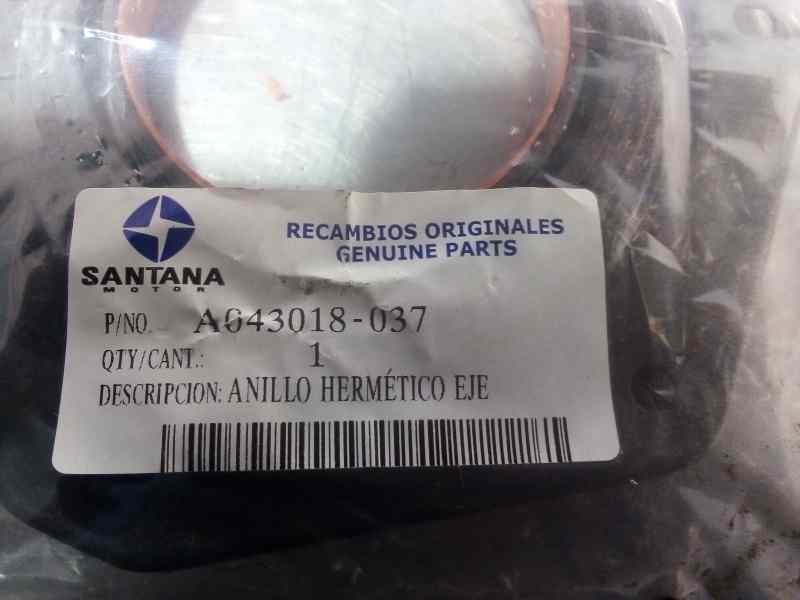 SANTANA
MOTOR
RECAMBIOS ORIGINALES
GENUINE PARTS
P/NO. A043018-037
QTY/CANT.: 1
DESCRIPCION: ANILLO HERMÉTICO EJE